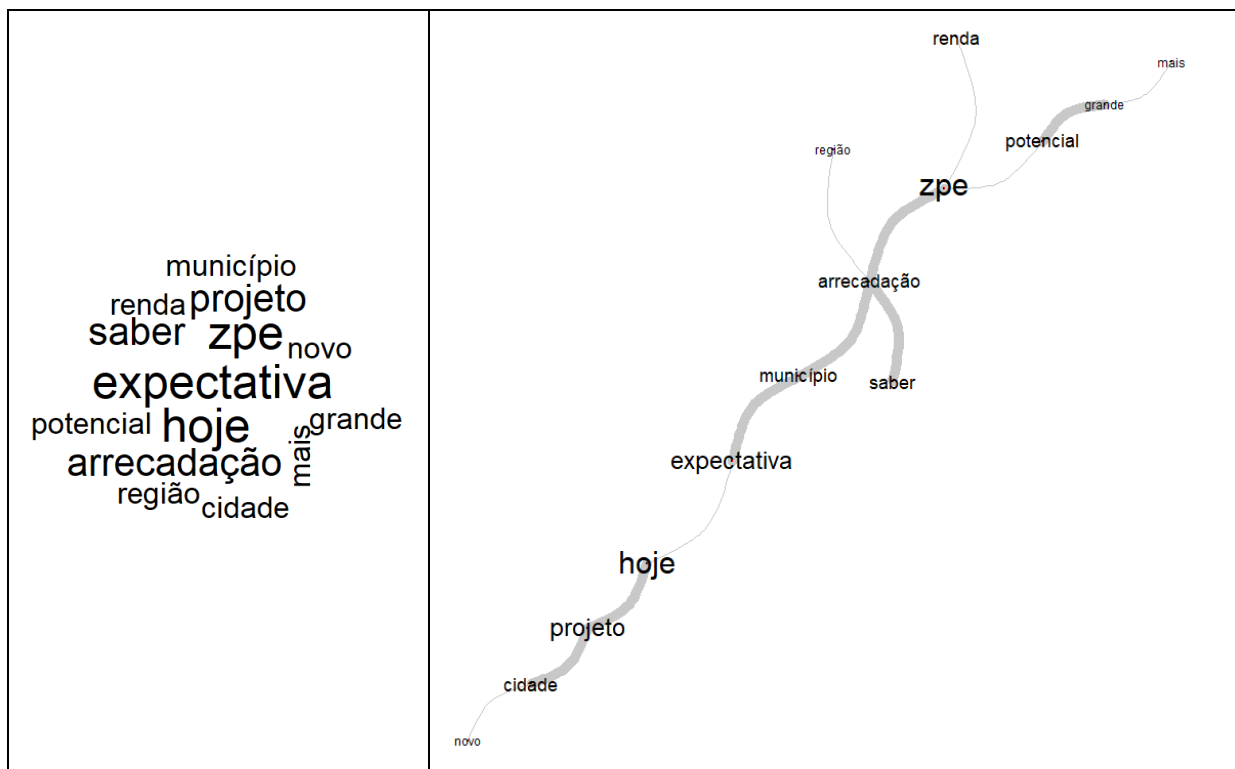 município
renda projeto
saber zpe novo
expectativa
potencial hoje mais grande
arrecadação
região cidade
renda
mais
grande
potencial
região
zpe
arrecadação
município
saber
expectativa
hoje
projeto
cidade
novo